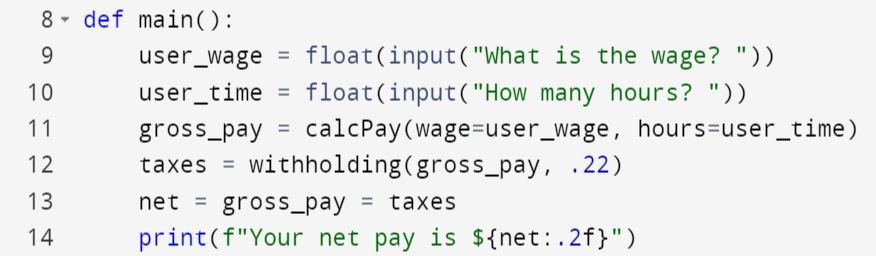 8 def main():
9 user_wage = float(input("What is the wage? "))
10 user_time = float(input("How many hours? "))
11 gross_pay = calcPay(wage=user_wage, hours=user_time)
12 taxes = withholding(gross_pay, .22)
13 net = gross_pay = taxes
14 print(f"Your net pay is ${net:.2f}")